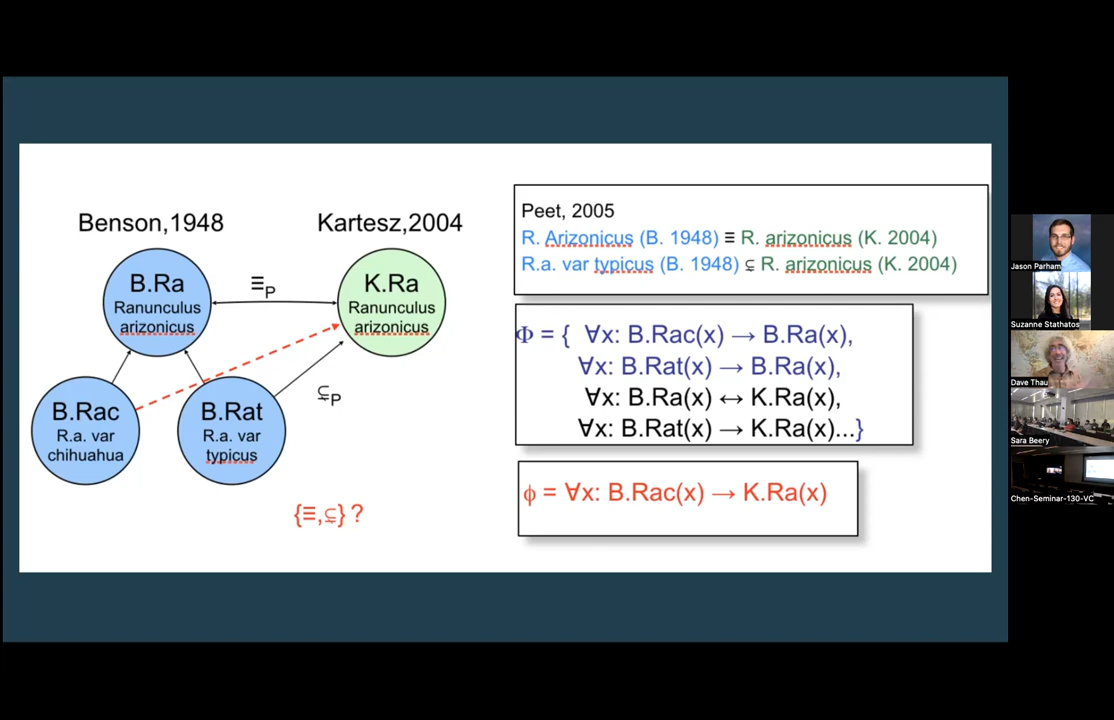 Benson,1948
Kartesz,2004
B.Ra
Ranunculus
arizonicus
≡P
K.Ra
Ranunculus
arizonicus
⊊P
B.Rac
R.a. var
chihuahua
B.Rat
R.a. var
typicus
{≡,⊊} ?
Peet, 2005
R. Arizonicus (B. 1948) ≡ R. arizonicus (K. 2004)
R.a. var typicus (B. 1948) ⊊ R. arizonicus (K. 2004)
Φ = { ∀x: B.Rac(x) → B.Ra(x),
∀x: B.Rat(x) → B.Ra(x),
∀x: B.Ra(x) ↔ K.Ra(x),
∀x: B.Rat(x) → K.Ra(x)...}
ϕ = ∀x: B.Rac(x) → K.Ra(x)
Jason Parham
Suzanne Stathatos
Dave Thau
Sara Beery
Chen-Seminar-130-VC